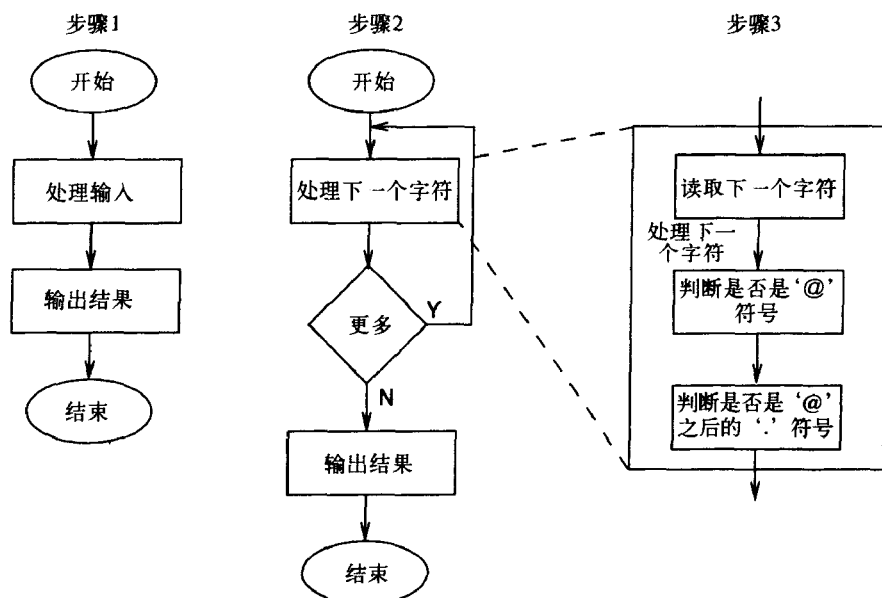 步骤1
开始
处理输入
输出结果
结束
步骤2
开始
处理下一个字符
更多
Y
N
输出结果
结束
步骤3
读取下一个字符
处理下一
个字符
判断是否是‘@’
符号
判断是否是‘@’
之后的‘.’符号